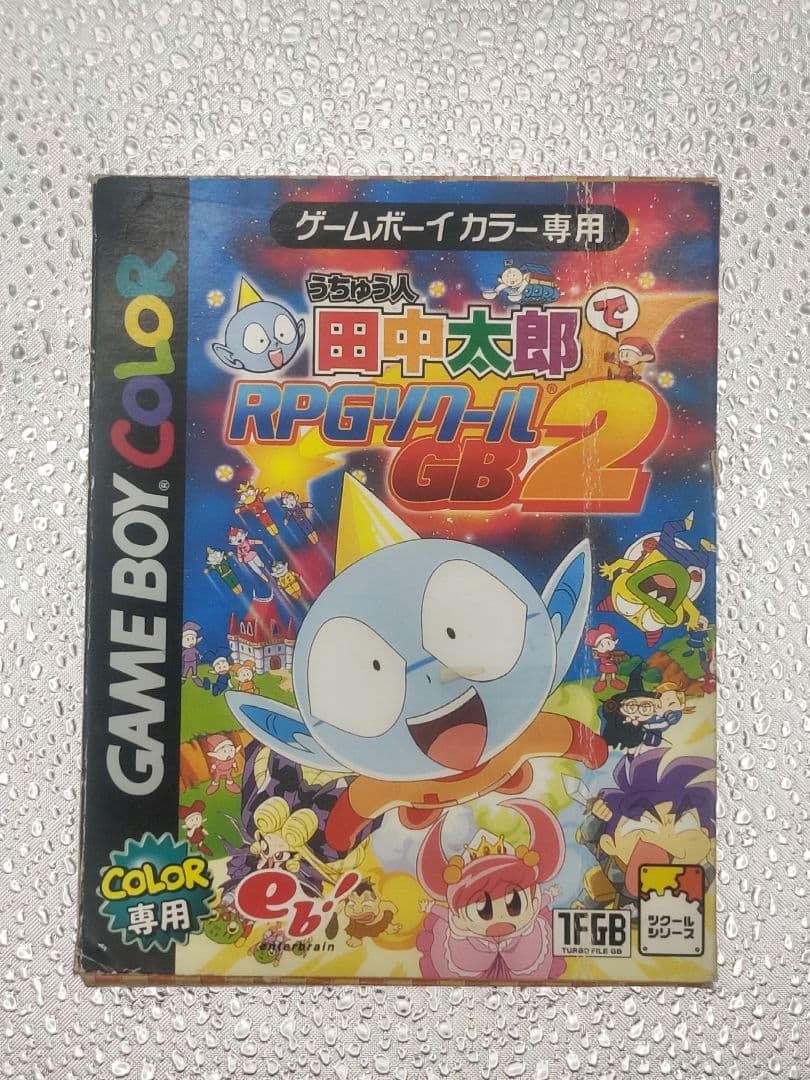 ゲームボーイ カラー専用
うちゅう人
田中太郎で
RPGツクール®
GB2
GAME BOY® COLOR
COLOR
専用
eb!
enterbrain
TFGB
TURBO FILE GB
ツクール
シリーズ